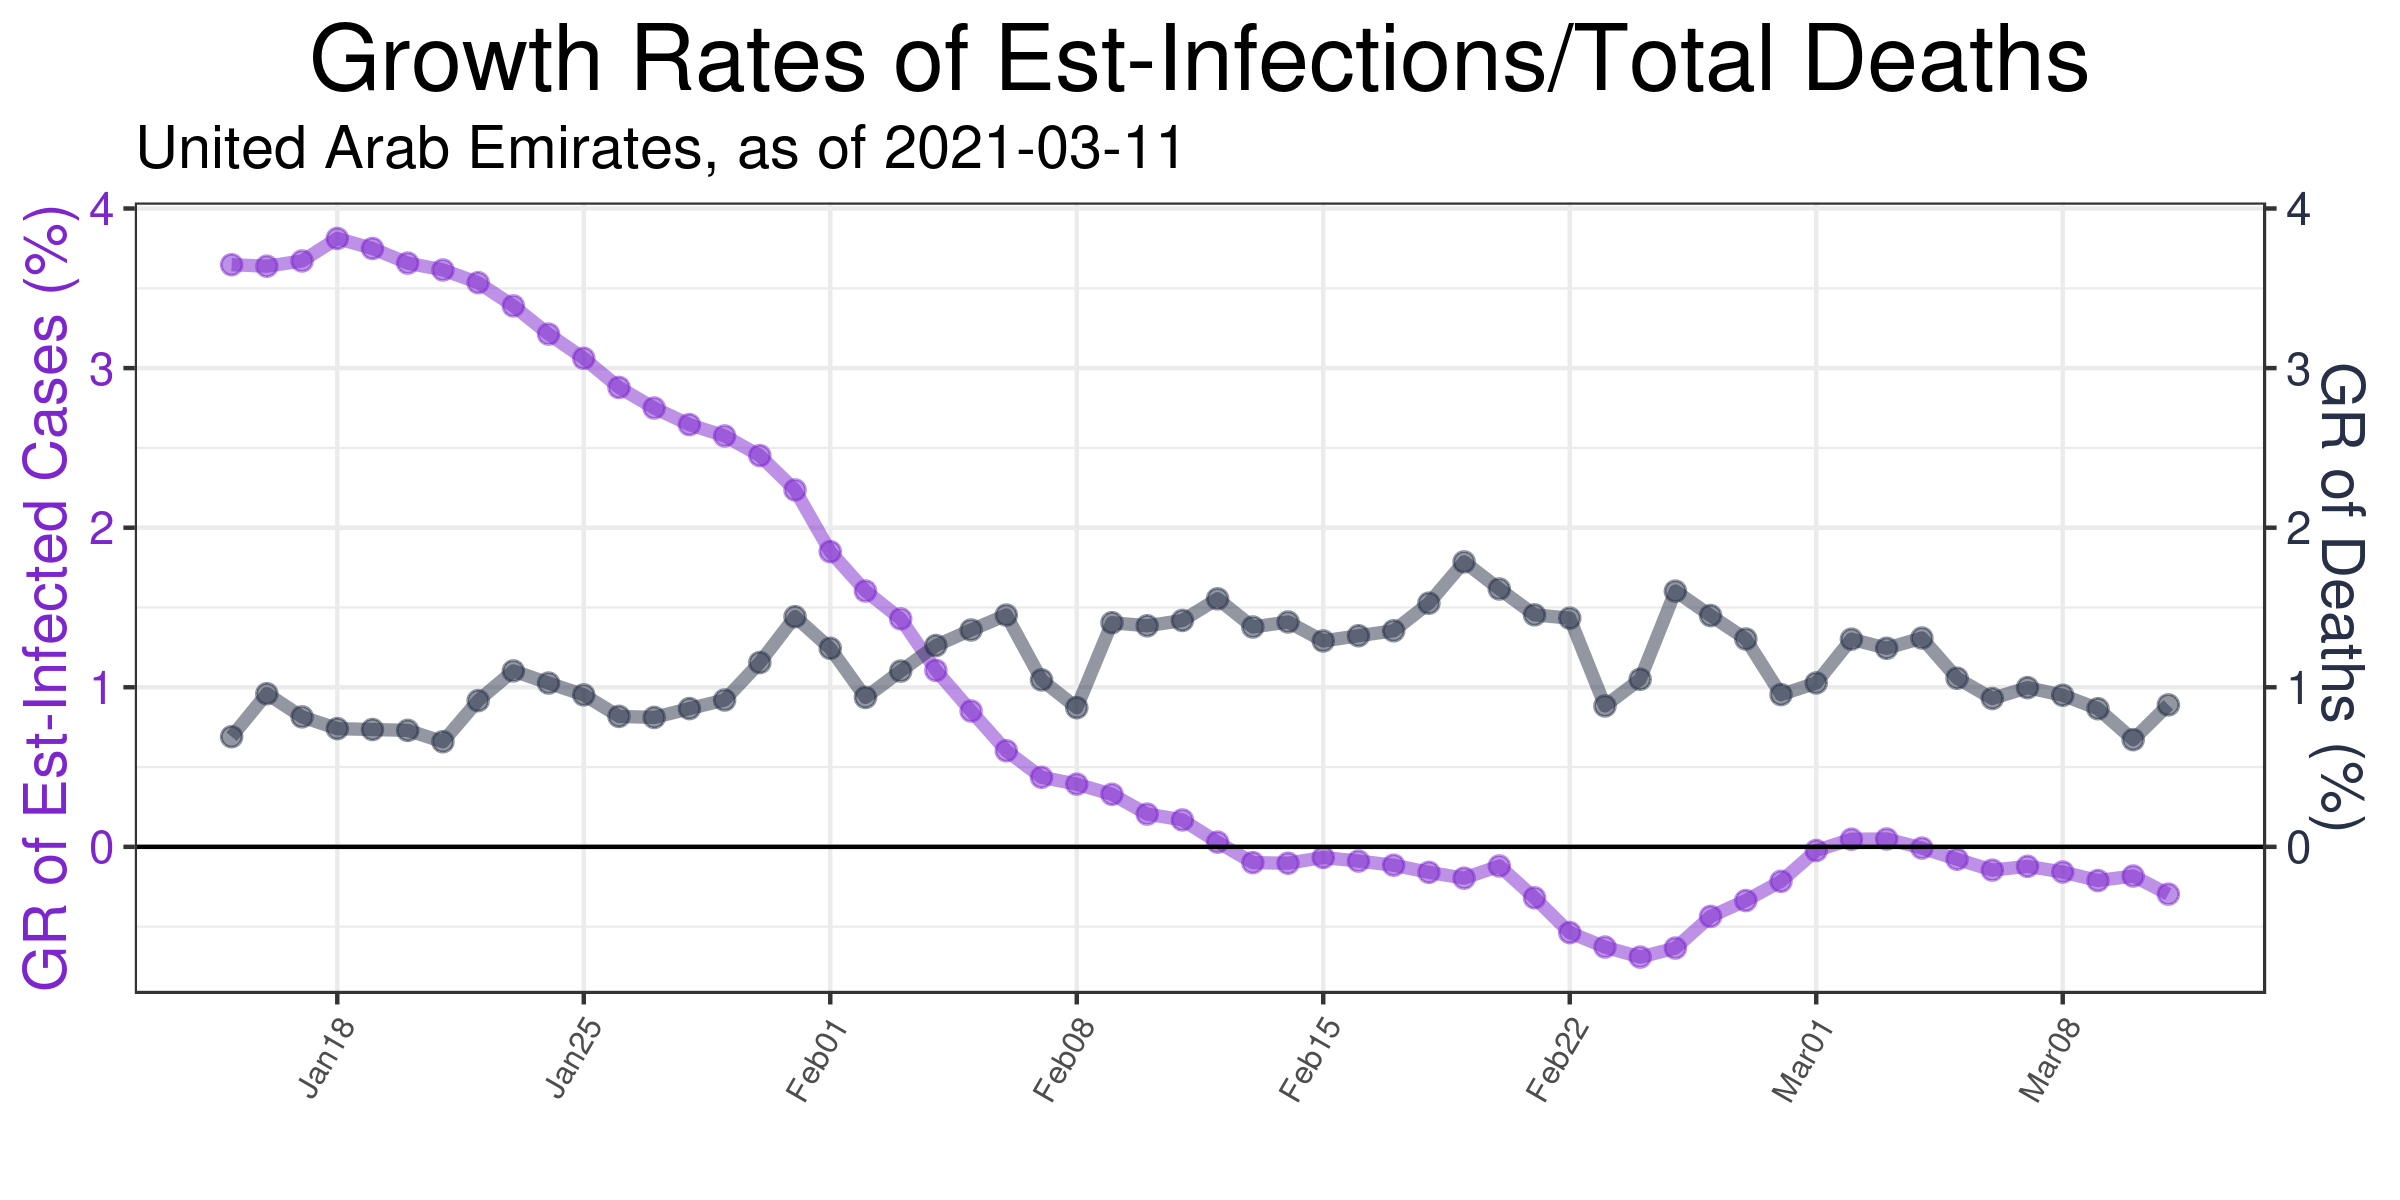 Growth Rates of Est-Infections/Total Deaths
United Arab Emirates, as of 2021-03-11
GR of Est-Infected Cases (%)
4
3
2
1
0
4
3
2
1
0
GR of Deaths (%)
Jan18
Jan25
Feb01
Feb08
Feb15
Feb22
Mar01
Mar08